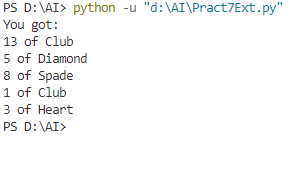 PS D:\AI> python -u "d:\AI\Pract7Ext.py"
You got:
13 of Club
5 of Diamond
8 of Spade
1 of Club
3 of Heart
PS D:\AI>